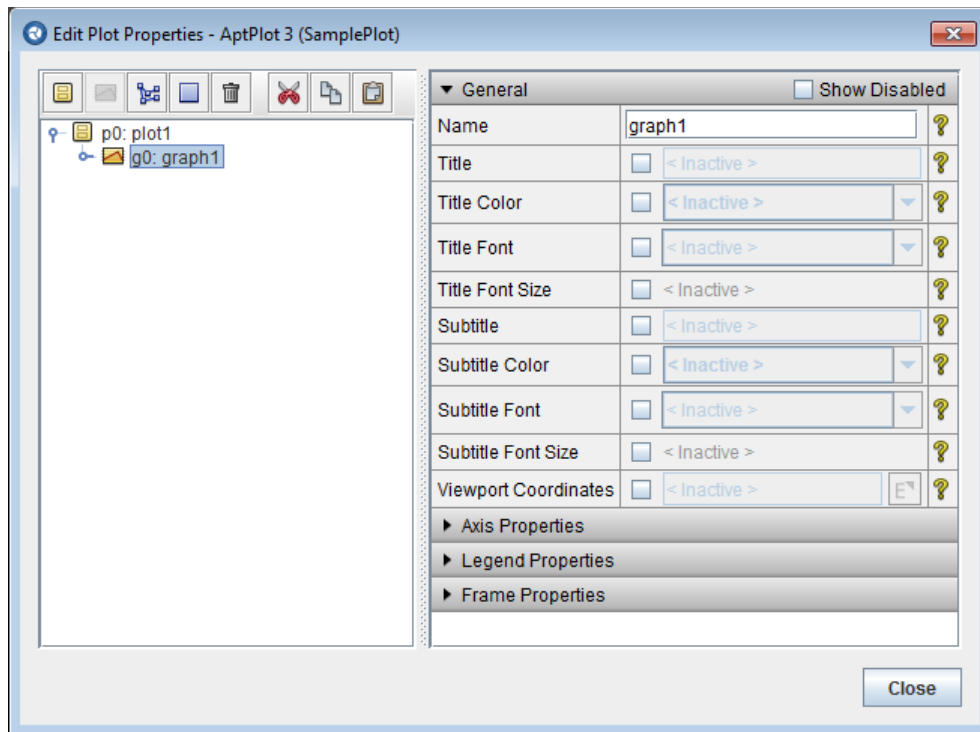 Edit Plot Properties - AptPlot 3 (SamplePlot)
p0: plot1
g0: graph1
General
Show Disabled
Name
graph1
Title
< Inactive >
Title Color
< Inactive >
Title Font
< Inactive >
Title Font Size
< Inactive >
Subtitle
< Inactive >
Subtitle Color
< Inactive >
Subtitle Font
< Inactive >
Subtitle Font Size
< Inactive >
Viewport Coordinates
< Inactive >
E
Axis Properties
Legend Properties
Frame Properties
Close